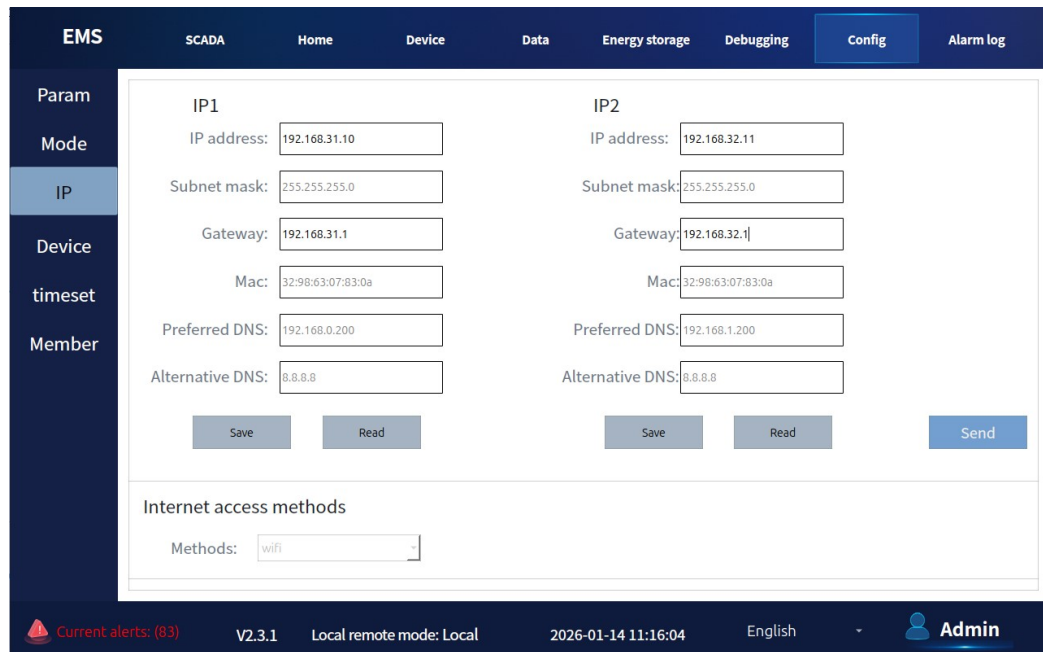 EMS SCADA Home Device Data Energy storage Debugging Config Alarm log
Param
Mode
IP
Device
timeset
Member
IP1
IP address: 192.168.31.10
Subnet mask: 255.255.255.0
Gateway: 192.168.31.1
Mac: 32:98:63:07:83:0a
Preferred DNS: 192.168.0.200
Alternative DNS: 8.8.8.8
Save Read
IP2
IP address: 192.168.32.11
Subnet mask: 255.255.255.0
Gateway: 192.168.32.1
Mac: 32:98:63:07:83:0a
Preferred DNS: 192.168.1.200
Alternative DNS: 8.8.8.8
Save Read
Send
Internet access methods
Methods: wifi
Current alerts: (83) V2.3.1 Local remote mode: Local 2026-01-14 11:16:04 English Admin